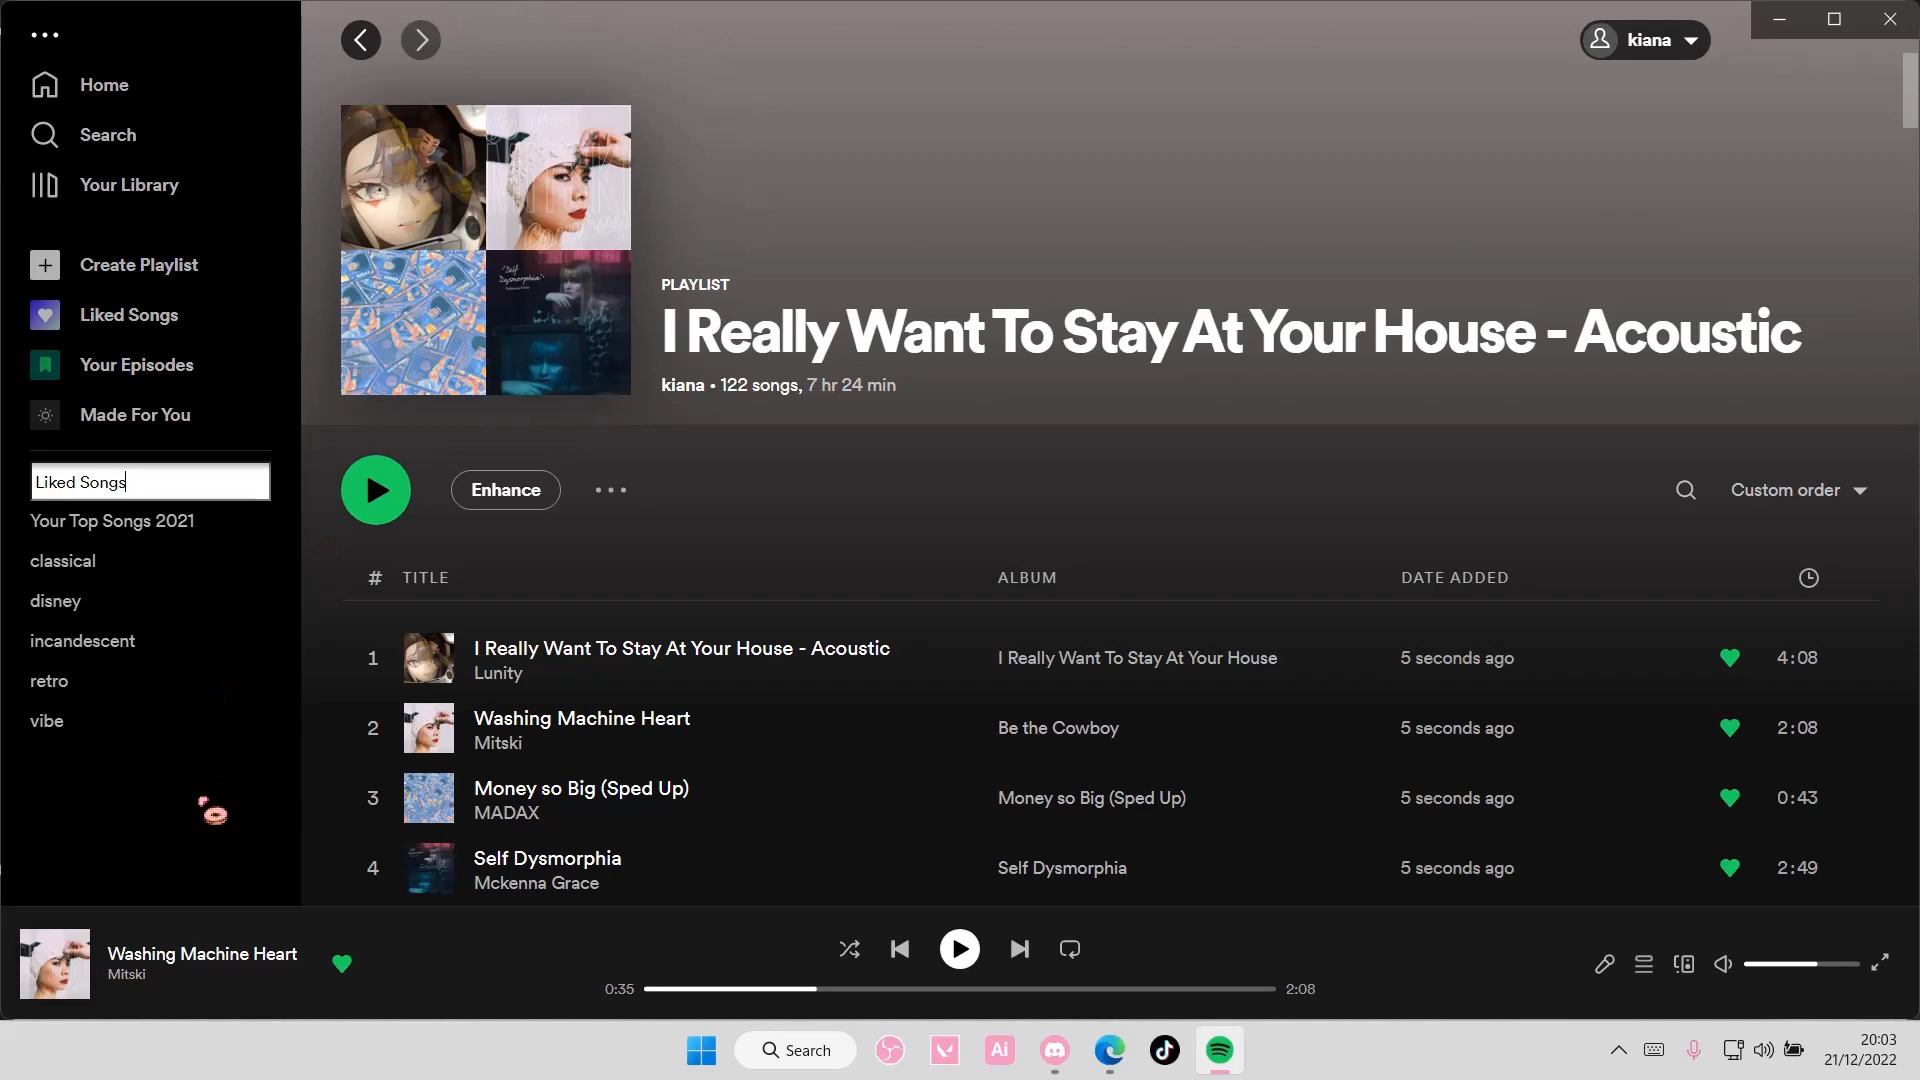 Home
Search
Your Library
Create Playlist
Liked Songs
Your Episodes
Made For You
Liked Songs
Your Top Songs 2021
classical
disney
incandescent
retro
vibe
kiana
PLAYLIST
I Really Want To Stay At Your House - Acoustic
kiana • 122 songs, 7 hr 24 min
Enhance
Custom order
# TITLE ALBUM DATE ADDED
1 I Really Want To Stay At Your House - Acoustic I Really Want To Stay At Your House 5 seconds ago 4:08
Lunity
2 Washing Machine Heart Be the Cowboy 5 seconds ago 2:08
Mitski
3 Money so Big (Sped Up) Money so Big (Sped Up) 5 seconds ago 0:43
MADAX
4 Self Dysmorphia Self Dysmorphia 5 seconds ago 2:49
Mckenna Grace
Washing Machine Heart
Mitski
0:35 2:08
Search
Ai
20:03
21/12/2022